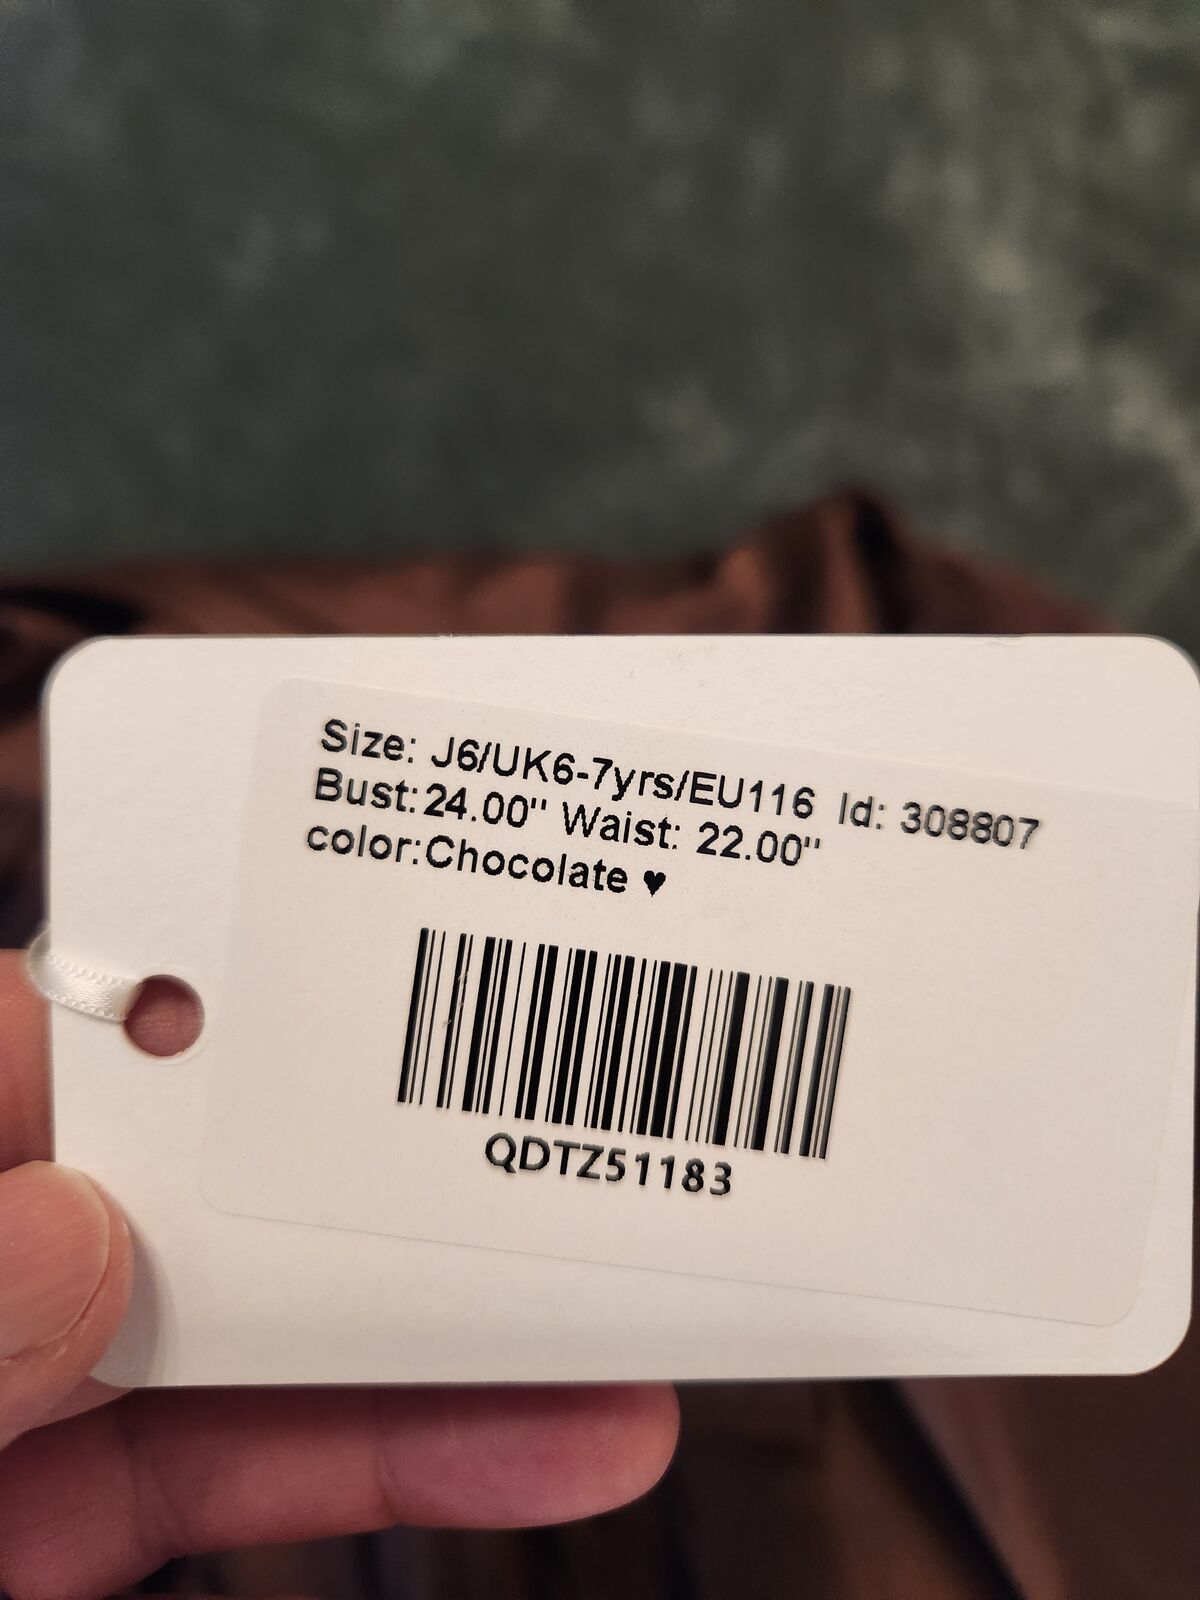 Size: J6/UK6-7yrs/EU116 Id: 308807
Bust:24.00" Waist: 22.00"
color:Chocolate ♥
QDTZ51183